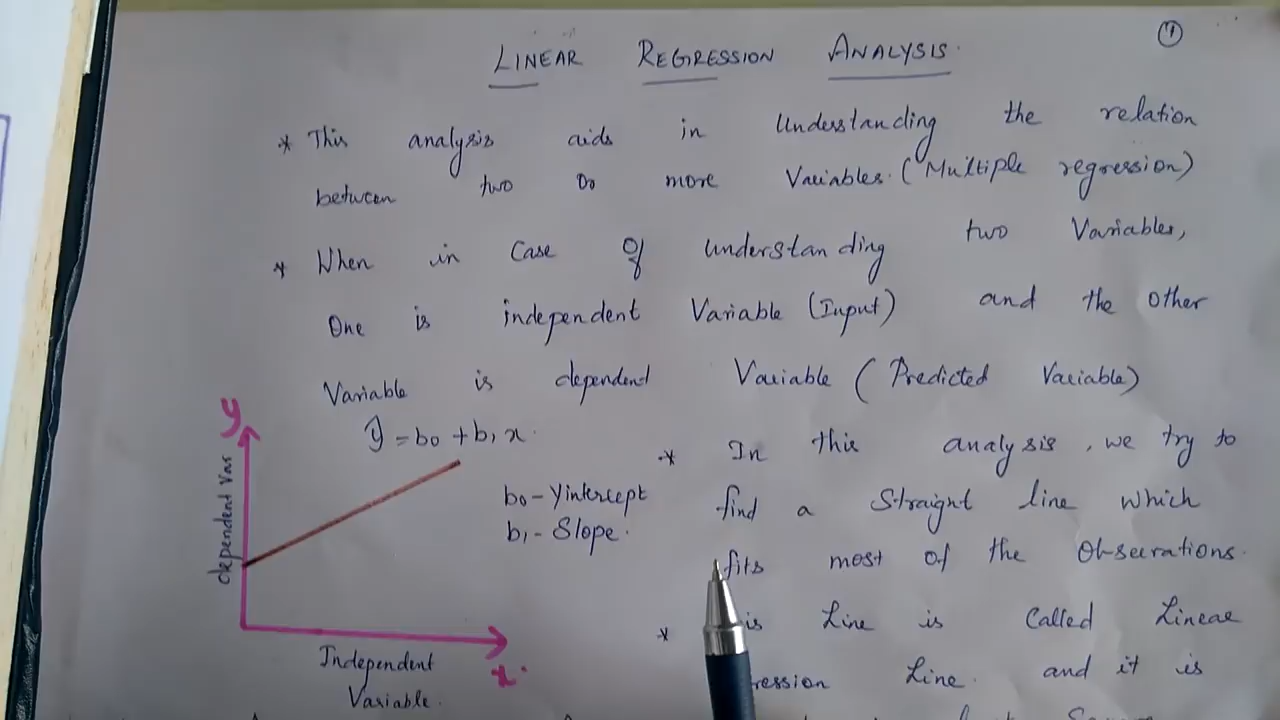 LINEAR REGRESSION ANALYSIS.
1
* This analysis aids in Understanding the relation
between two or more Variables. (Multiple regression)
* When in Case of understanding two Variables,
One is independent Variable (Input) and the other
Variable is dependent Variable (Predicted Variable)
y
ŷ = b0 + b1 x.
dependent Var
b0 - Yintercept
b1 - Slope.
Independent
Variable.
x.
* In this analysis, we try to
find a Straight line which
fits most of the Observations.
* is Line is Called Linear
ression Line. and it is